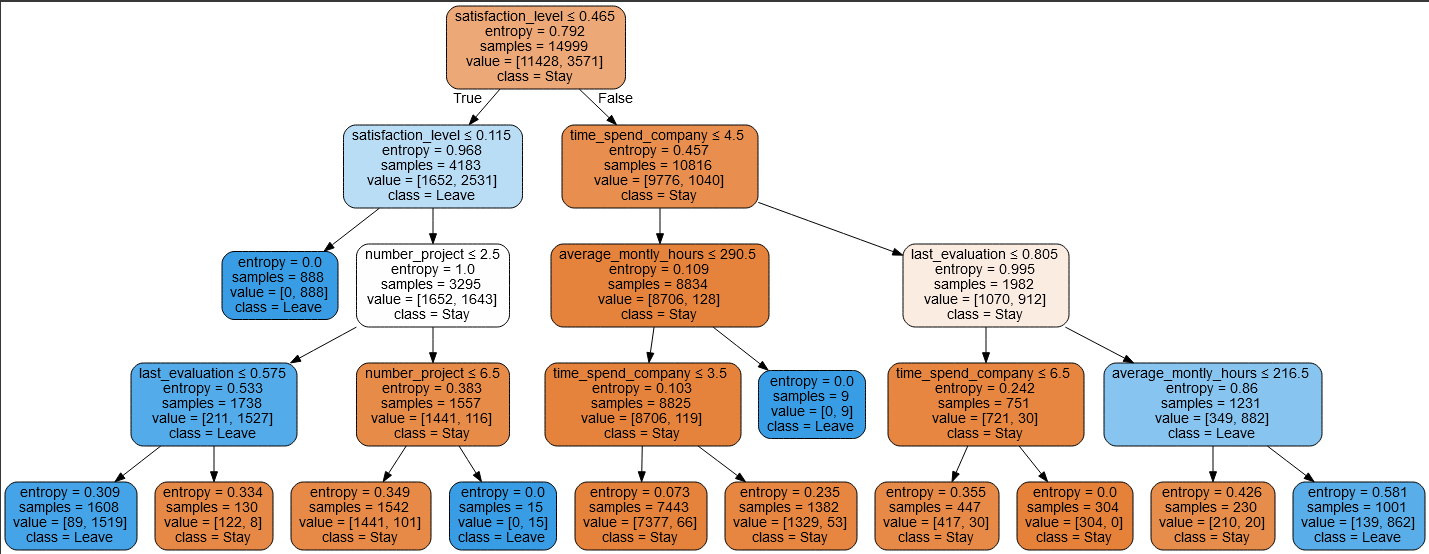 satisfaction_level ≤ 0.465
entropy = 0.792
samples = 14999
value = [11428, 3571]
class = Stay
True
False
satisfaction_level ≤ 0.115
entropy = 0.968
samples = 4183
value = [1652, 2531]
class = Leave
time_spend_company ≤ 4.5
entropy = 0.457
samples = 10816
value = [9776, 1040]
class = Stay
entropy = 0.0
samples = 888
value = [0, 888]
class = Leave
number_project ≤ 2.5
entropy = 1.0
samples = 3295
value = [1652, 1643]
class = Stay
average_montly_hours ≤ 290.5
entropy = 0.109
samples = 8834
value = [8706, 128]
class = Stay
last_evaluation ≤ 0.805
entropy = 0.995
samples = 1982
value = [1070, 912]
class = Stay
last_evaluation ≤ 0.575
entropy = 0.533
samples = 1738
value = [211, 1527]
class = Leave
number_project ≤ 6.5
entropy = 0.383
samples = 1557
value = [1441, 116]
class = Stay
time_spend_company ≤ 3.5
entropy = 0.103
samples = 8825
value = [8706, 119]
class = Stay
entropy = 0.0
samples = 9
value = [0, 9]
class = Leave
time_spend_company ≤ 6.5
entropy = 0.242
samples = 751
value = [721, 30]
class = Stay
average_montly_hours ≤ 216.5
entropy = 0.86
samples = 1231
value = [349, 882]
class = Leave
entropy = 0.309
samples = 1608
value = [89, 1519]
class = Leave
entropy = 0.334
samples = 130
value = [122, 8]
class = Stay
entropy = 0.349
samples = 1542
value = [1441, 101]
class = Stay
entropy = 0.0
samples = 15
value = [0, 15]
class = Leave
entropy = 0.073
samples = 7443
value = [7377, 66]
class = Stay
entropy = 0.235
samples = 1382
value = [1329, 53]
class = Stay
entropy = 0.355
samples = 447
value = [417, 30]
class = Stay
entropy = 0.0
samples = 304
value = [304, 0]
class = Stay
entropy = 0.426
samples = 230
value = [210, 20]
class = Stay
entropy = 0.581
samples = 1001
value = [139, 862]
class = Leave